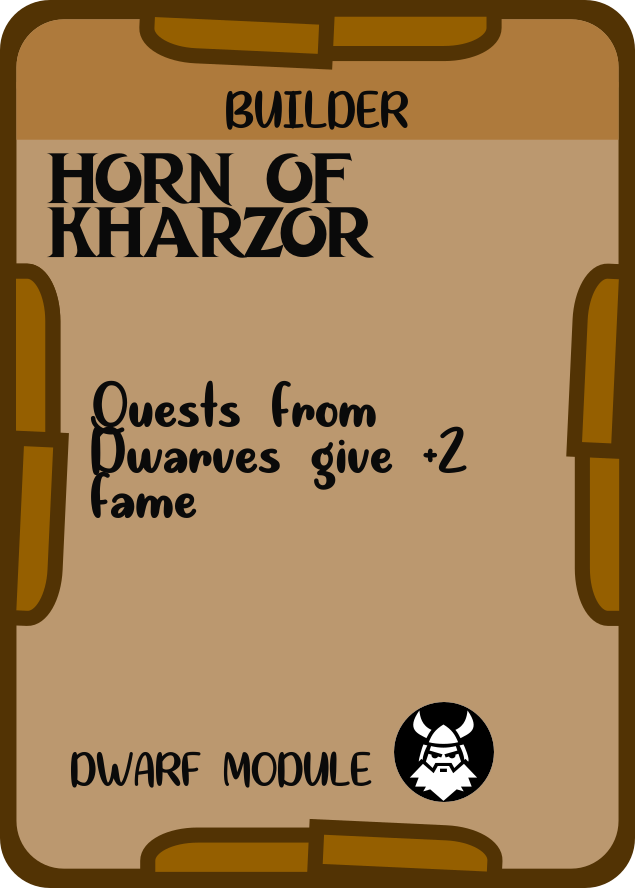 BUILDER
HORN OF
KHARZOR
Quests from
Dwarves give +2
fame
DWARF MODULE